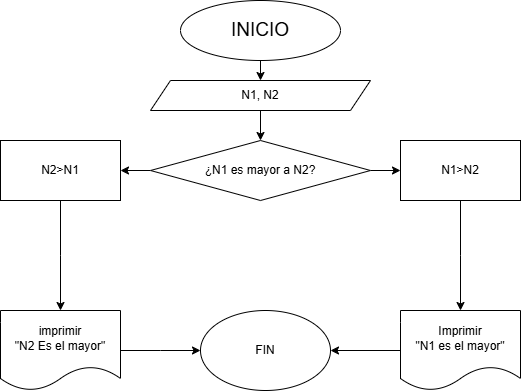 INICIO
N1, N2
¿N1 es mayor a N2?
N2>N1
N1>N2
imprimir
"N2 Es el mayor"
Imprimir
"N1 es el mayor"
FIN